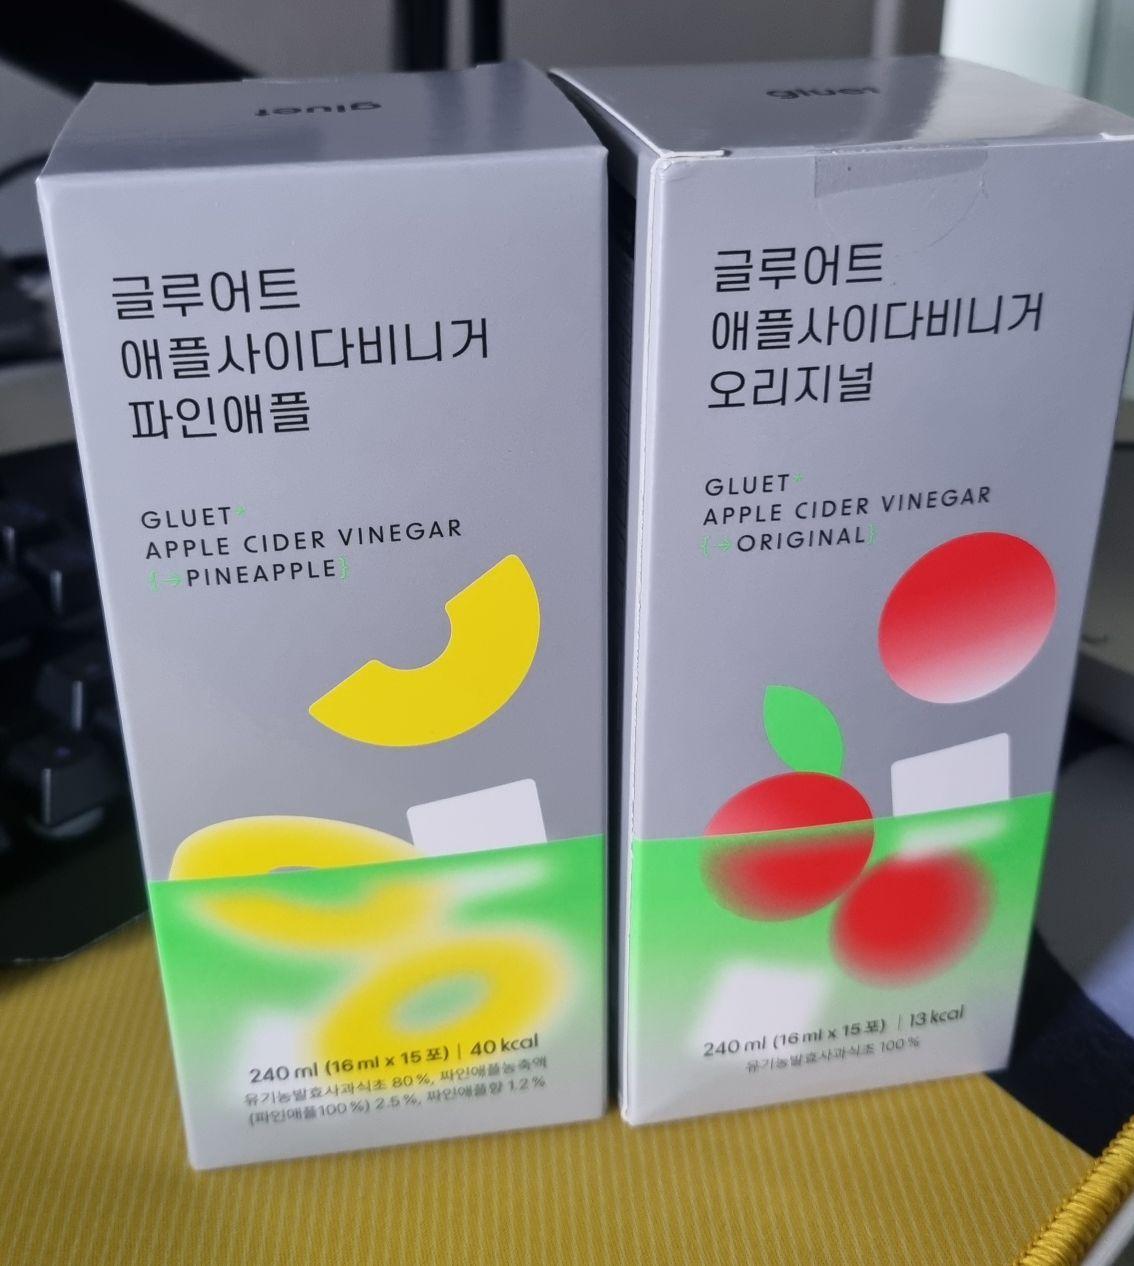 gluet
글루어트
애플사이다비니거
파인애플
GLUET*
APPLE CIDER VINEGAR
{→PINEAPPLE}
240 ml (16 ml x 15 포) | 40 kcal
유기농발효사과식초 80 %, 파인애플농축액
(파인애플100 %) 2.5 %, 파인애플향 1.2 %
gluet
글루어트
애플사이다비니거
오리지널
GLUET*
APPLE CIDER VINEGAR
{→ORIGINAL}
240 ml (16 ml x 15 포) | 13 kcal
유기농발효사과식초 100 %